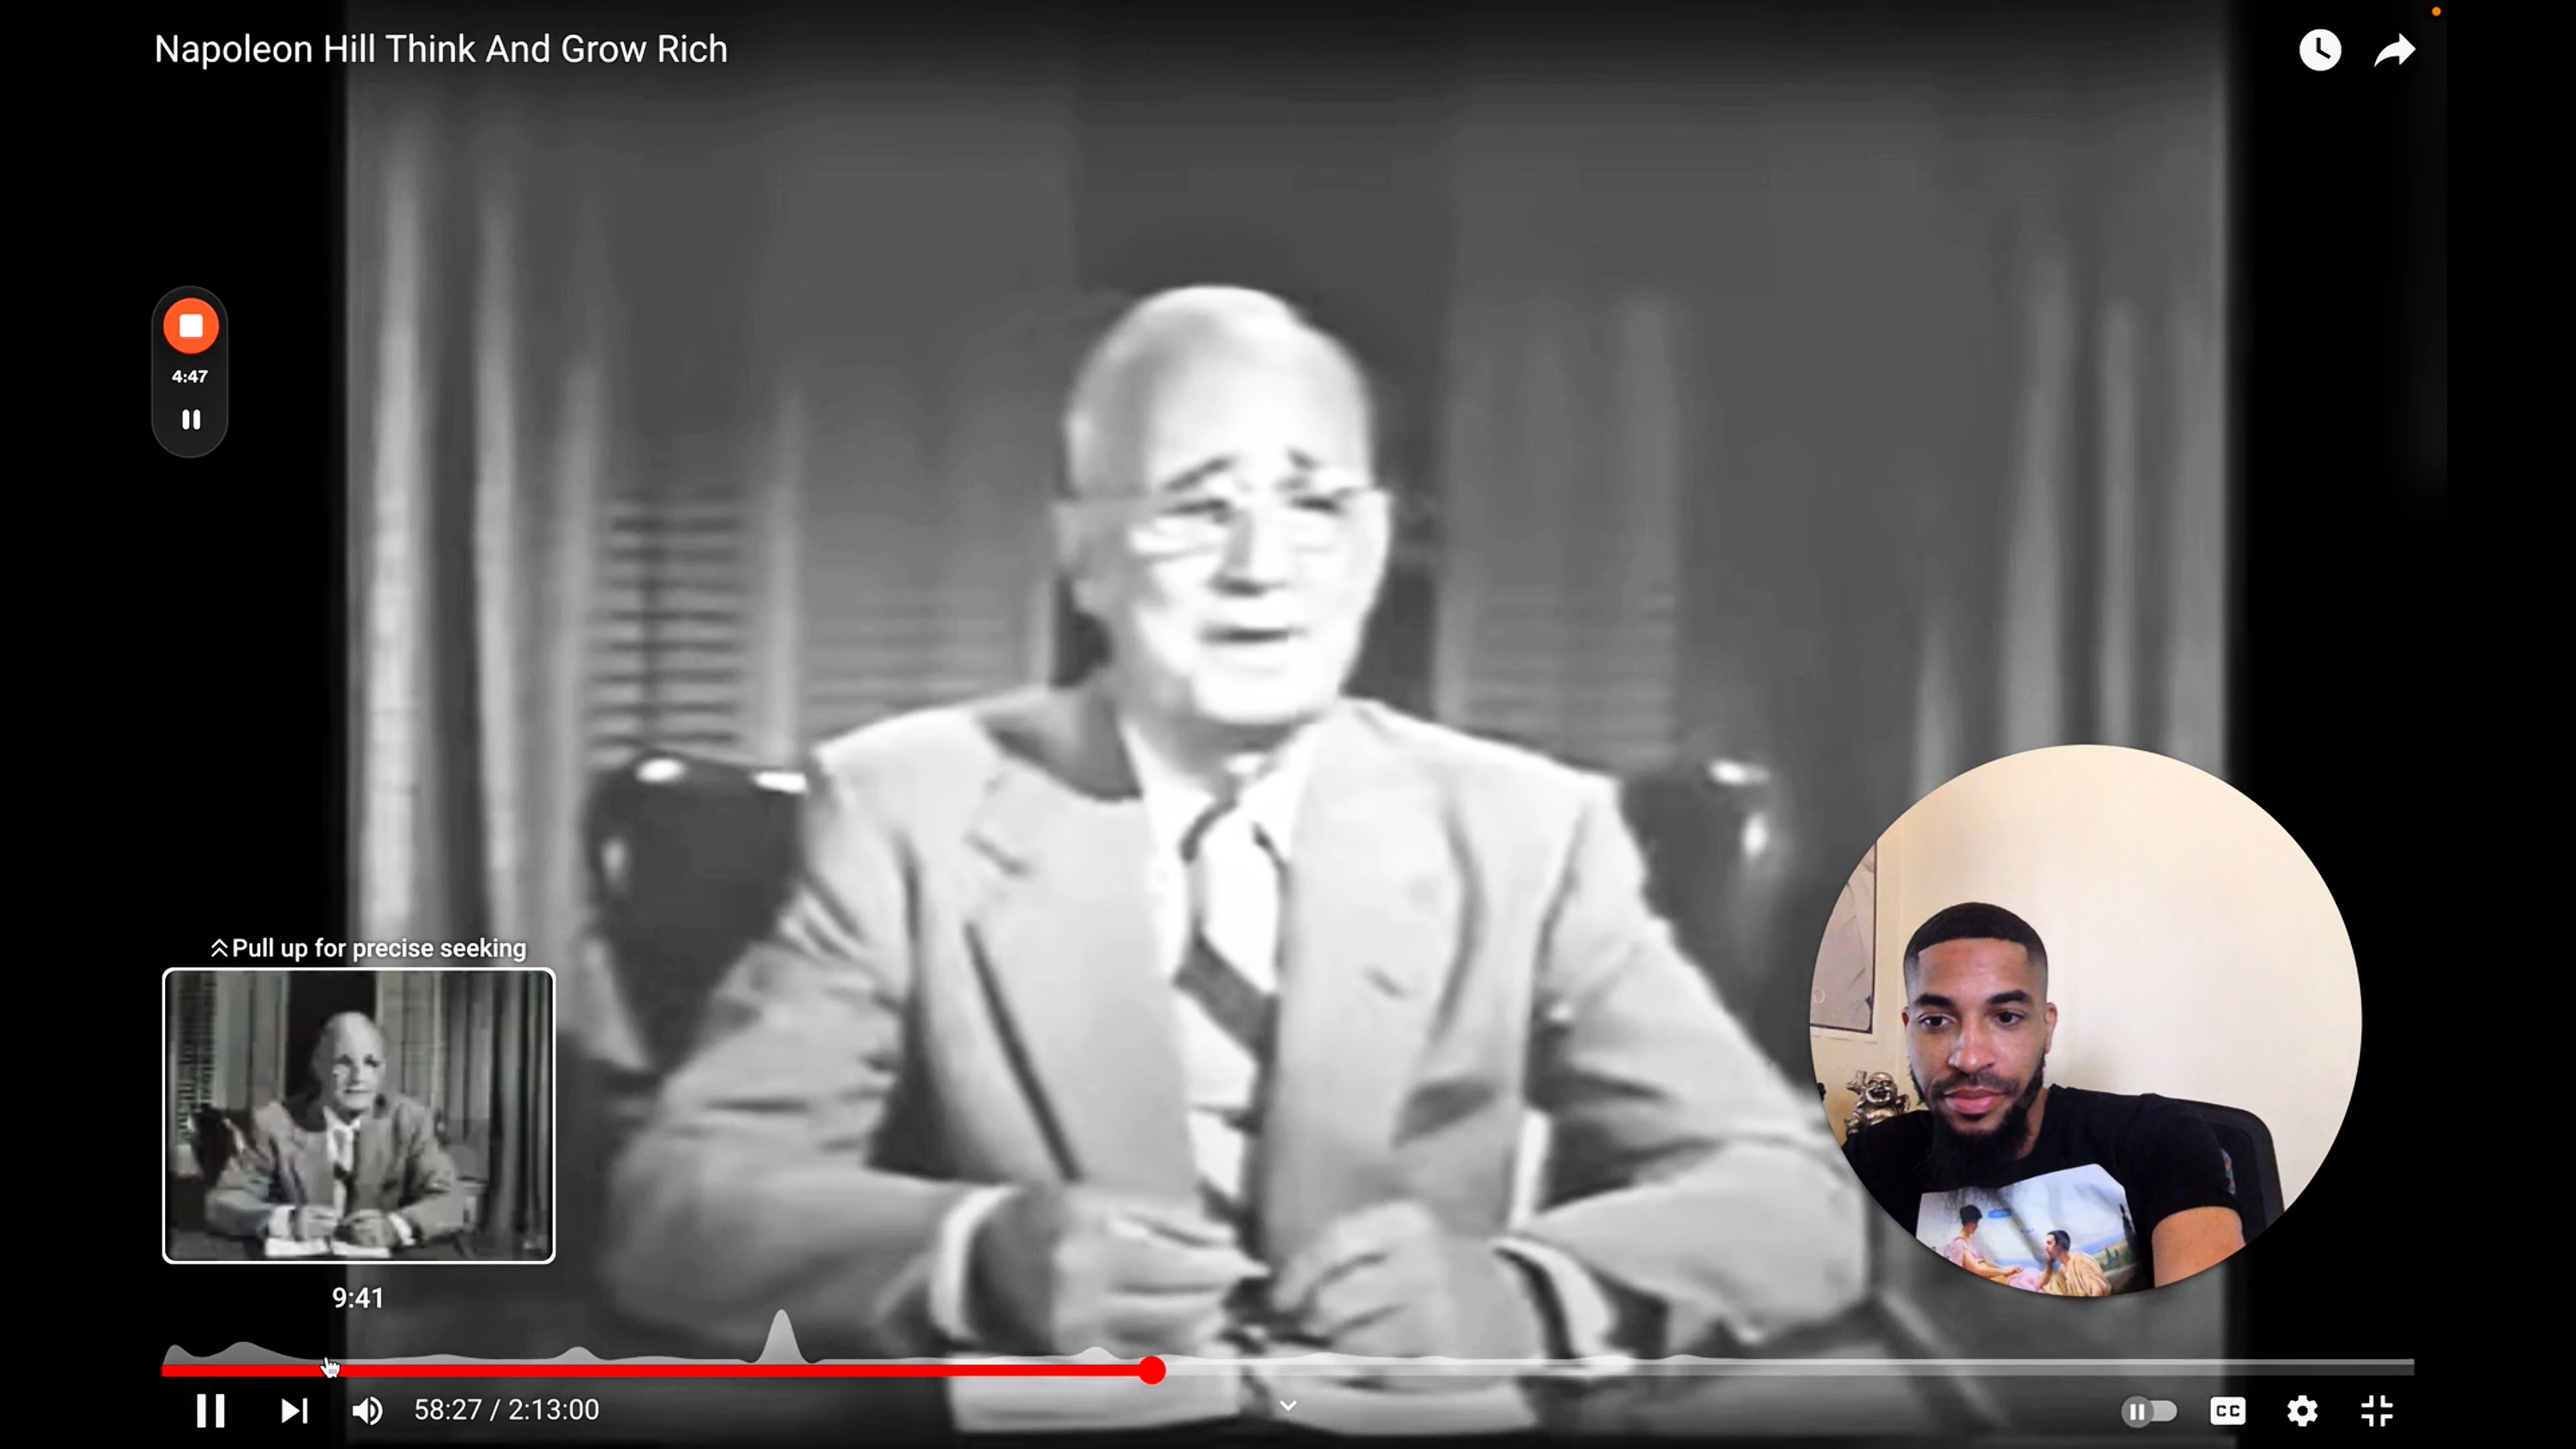 Napoleon Hill Think And Grow Rich
4:47
Pull up for precise seeking
9:41
58:27 / 2:13:00
CC